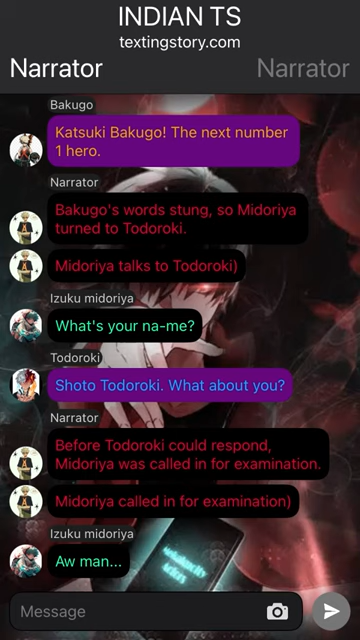 INDIAN TS
textingstory.com
Narrator Narrator
Bakugo
Katsuki Bakugo! The next number
1 hero.
Narrator
Bakugo's words stung, so Midoriya
turned to Todoroki.
Midoriya talks to Todoroki)
Izuku midoriya
What's your na-me?
Todoroki
Shoto Todoroki. What about you?
Narrator
Before Todoroki could respond,
Midoriya was called in for examination.
Midoriya called in for examination)
Izuku midoriya
Aw man...
Message